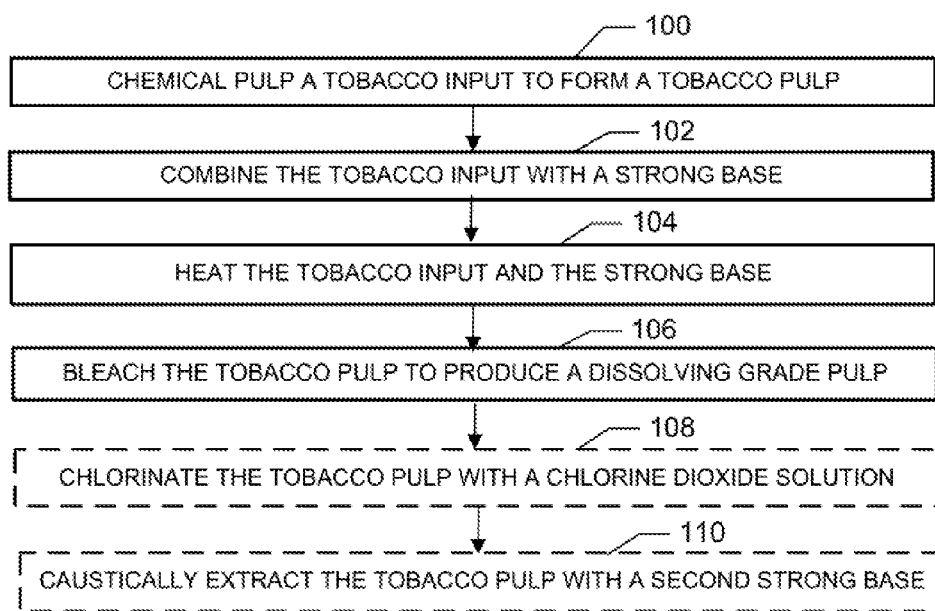 100
CHEMICAL PULP A TOBACCO INPUT TO FORM A TOBACCO PULP
102
COMBINE THE TOBACCO INPUT WITH A STRONG BASE
104
HEAT THE TOBACCO INPUT AND THE STRONG BASE
106
BLEACH THE TOBACCO PULP TO PRODUCE A DISSOLVING GRADE PULP
108
CHLORINATE THE TOBACCO PULP WITH A CHLORINE DIOXIDE SOLUTION
110
CAUSTICALLY EXTRACT THE TOBACCO PULP WITH A SECOND STRONG BASE